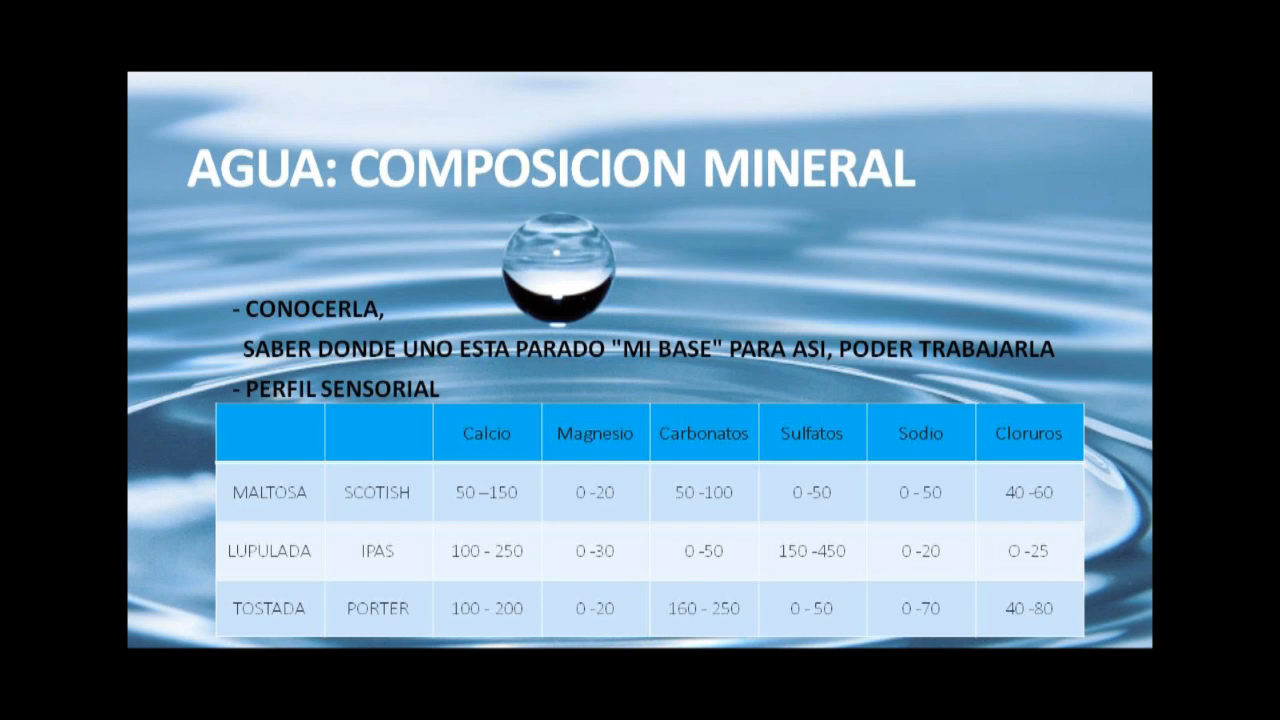 AGUA: COMPOSICION MINERAL
- CONOCERLA,
SABER DONDE UNO ESTA PARADO "MI BASE" PARA ASI, PODER TRABAJARLA
- PERFIL SENSORIAL
Calcio Magnesio Carbonatos Sulfatos Sodio Cloruros
MALTOSA SCOTISH 50 –150 0 -20 50 -100 0 -50 0 - 50 40 -60
LUPULADA IPAS 100 - 250 0 -30 0 -50 150 -450 0 -20 O -25
TOSTADA PORTER 100 - 200 0 -20 160 - 250 0 - 50 0 -70 40 -80